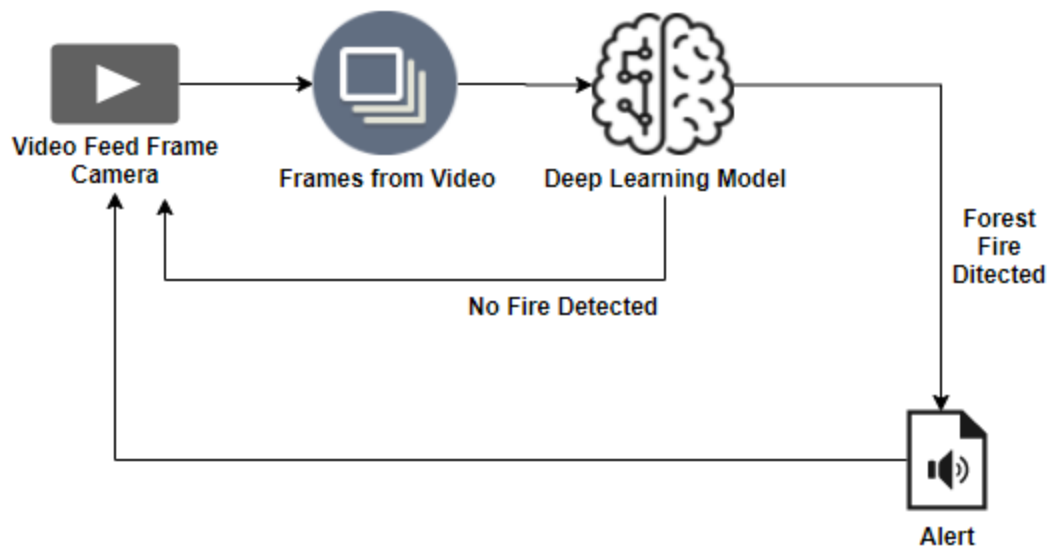 Video Feed Frame
Camera
Frames from Video
Deep Learning Model
Forest
Fire
Ditected
No Fire Detected
Alert